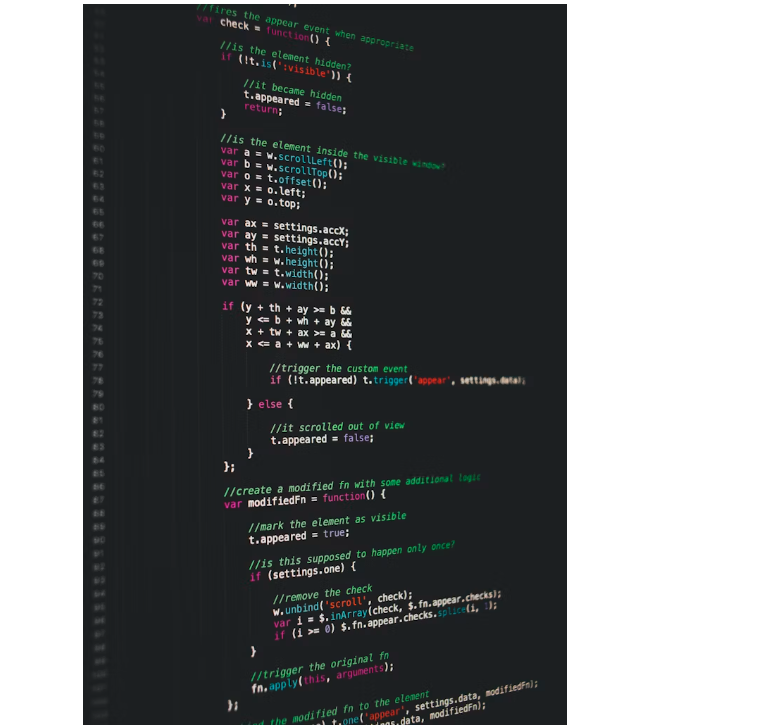 //fires the appear event when appropriate
var check = function() {
//is the element hidden?
if (!t.is(':visible')) {
//it became hidden
t.appeared = false;
return;
}
//is the element inside the visible window?
var a = w.scrollLeft();
var b = w.scrollTop();
var o = t.offset();
var x = o.left;
var y = o.top;
var ax = settings.accX;
var ay = settings.accY;
var th = t.height();
var wh = w.height();
var tw = t.width();
var ww = w.width();
if (y + th + ay >= b &&
y <= b + wh + ay &&
x + tw + ax >= a &&
x <= a + ww + ax) {
//trigger the custom event
if (!t.appeared) t.trigger('appear', settings.data);
} else {
//it scrolled out of view
t.appeared = false;
}
};
//create a modified fn with some additional logic
var modifiedFn = function() {
//mark the element as visible
t.appeared = true;
//is this supposed to happen only once?
if (settings.one) {
//remove the check
w.unbind('scroll', check);
var i = $.inArray(check, $.fn.appear.checks);
if (i >= 0) $.fn.appear.checks.splice(i, 1);
}
//trigger the original fn
fn.apply(this, arguments);
};
the modified fn to the element
t.one('appear', settings.data, modifiedFn);
settings.data, modifiedFn);